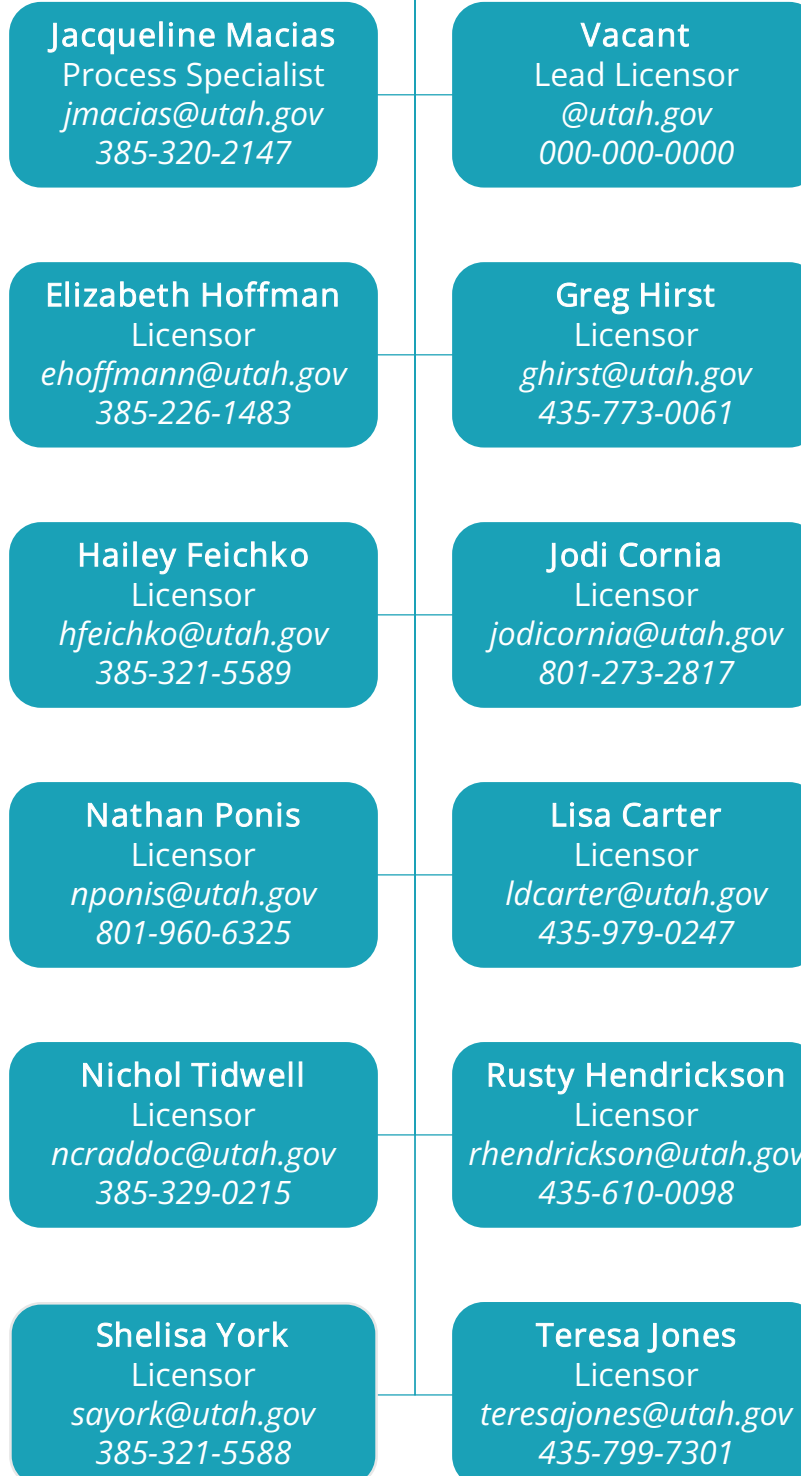 Jacqueline Macias
Process Specialist
jmacias@utah.gov
385-320-2147
Vacant
Lead Licensor
@utah.gov
000-000-0000
Elizabeth Hoffman
Licensor
ehoffmann@utah.gov
385-226-1483
Greg Hirst
Licensor
ghirst@utah.gov
435-773-0061
Hailey Feichko
Licensor
hfeichko@utah.gov
385-321-5589
Jodi Cornia
Licensor
jodicornia@utah.gov
801-273-2817
Nathan Ponis
Licensor
nponis@utah.gov
801-960-6325
Lisa Carter
Licensor
ldcarter@utah.gov
435-979-0247
Nichol Tidwell
Licensor
ncraddoc@utah.gov
385-329-0215
Rusty Hendrickson
Licensor
rhendrickson@utah.gov
435-610-0098
Shelisa York
Licensor
sayork@utah.gov
385-321-5588
Teresa Jones
Licensor
teresajones@utah.gov
435-799-7301